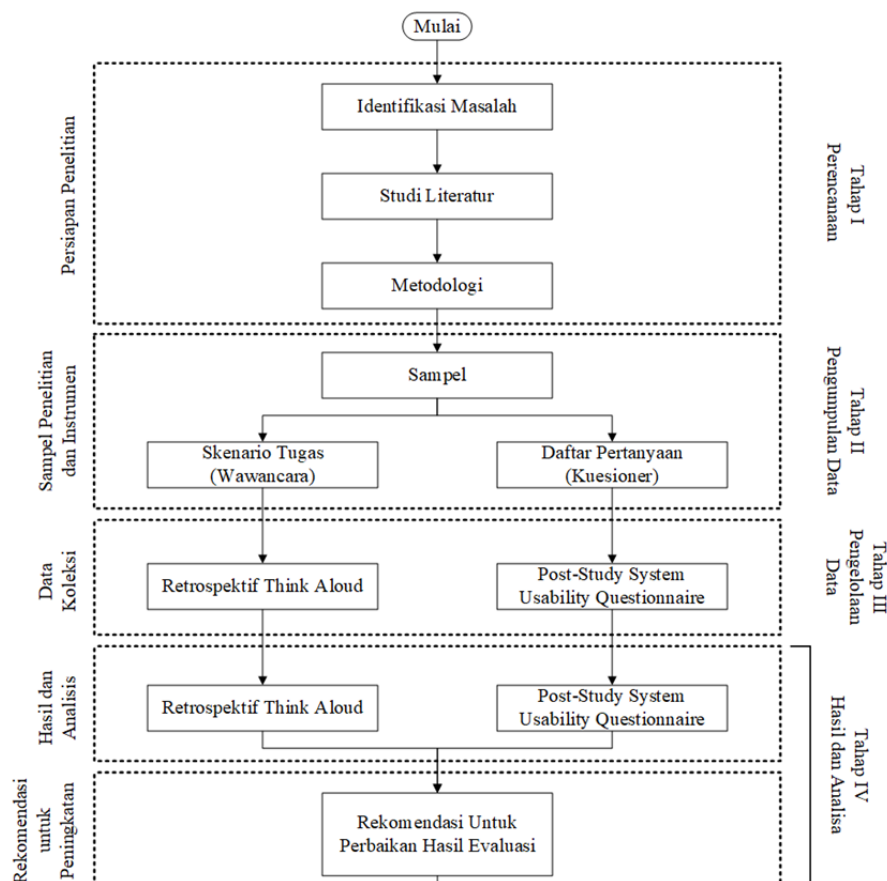 Mulai
Persiapan Penelitian
Identifikasi Masalah
Studi Literatur
Metodologi
Tahap I
Perencanaan
Sampel Penelitian
dan Instrumen
Sampel
Skenario Tugas
(Wawancara)
Daftar Pertanyaan
(Kuesioner)
Tahap II
Pengumpulan Data
Data
Koleksi
Retrospektif Think Aloud
Post-Study System
Usability Questionnaire
Tahap III
Pengelolaan
Data
Hasil dan
Analisis
Retrospektif Think Aloud
Post-Study System
Usability Questionnaire
Tahap IV
Hasil dan Analisa
Rekomendasi
untuk
Peningkatan
Rekomendasi Untuk
Perbaikan Hasil Evaluasi